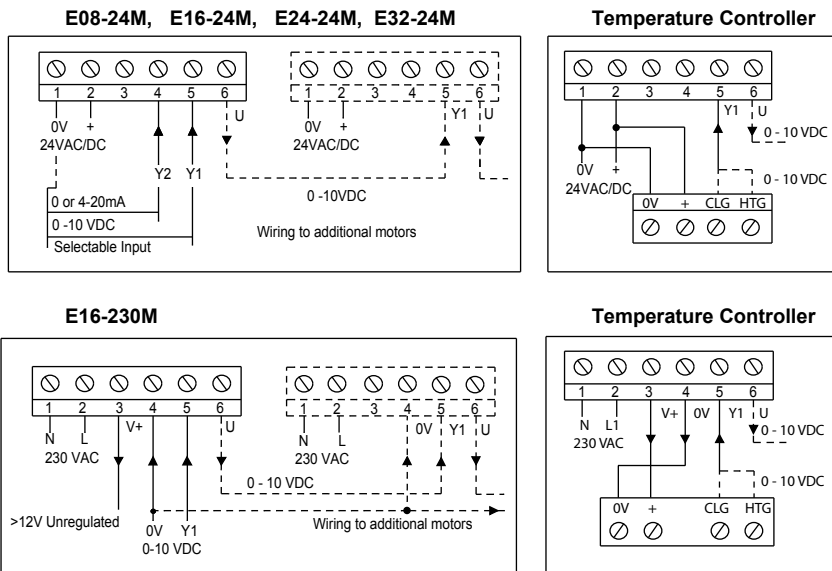 E08-24M, E16-24M, E24-24M, E32-24M
1 2 3 4 5 6
0V +
24VAC/DC
U
Y2 Y1
0 or 4-20mA
0 -10 VDC
Selectable Input
1 2 3 4 5 6
0V +
24VAC/DC
Y1 U
0 -10VDC
Wiring to additional motors
Temperature Controller
1 2 3 4 5 6
Y1 U
0 - 10 VDC
0V +
24VAC/DC
0 - 10 VDC
0V + CLG HTG
E16-230M
1 2 3 4 5 6
N L V+ U
230 VAC
>12V Unregulated
0V Y1
0-10 VDC
1 2 3 4 5 6
N L 0V Y1 U
230 VAC
0 - 10 VDC
Wiring to additional motors
Temperature Controller
1 2 3 4 5 6
N L1 V+ 0V Y1 U
230 VAC
0 - 10 VDC
0 - 10 VDC
0V + CLG HTG